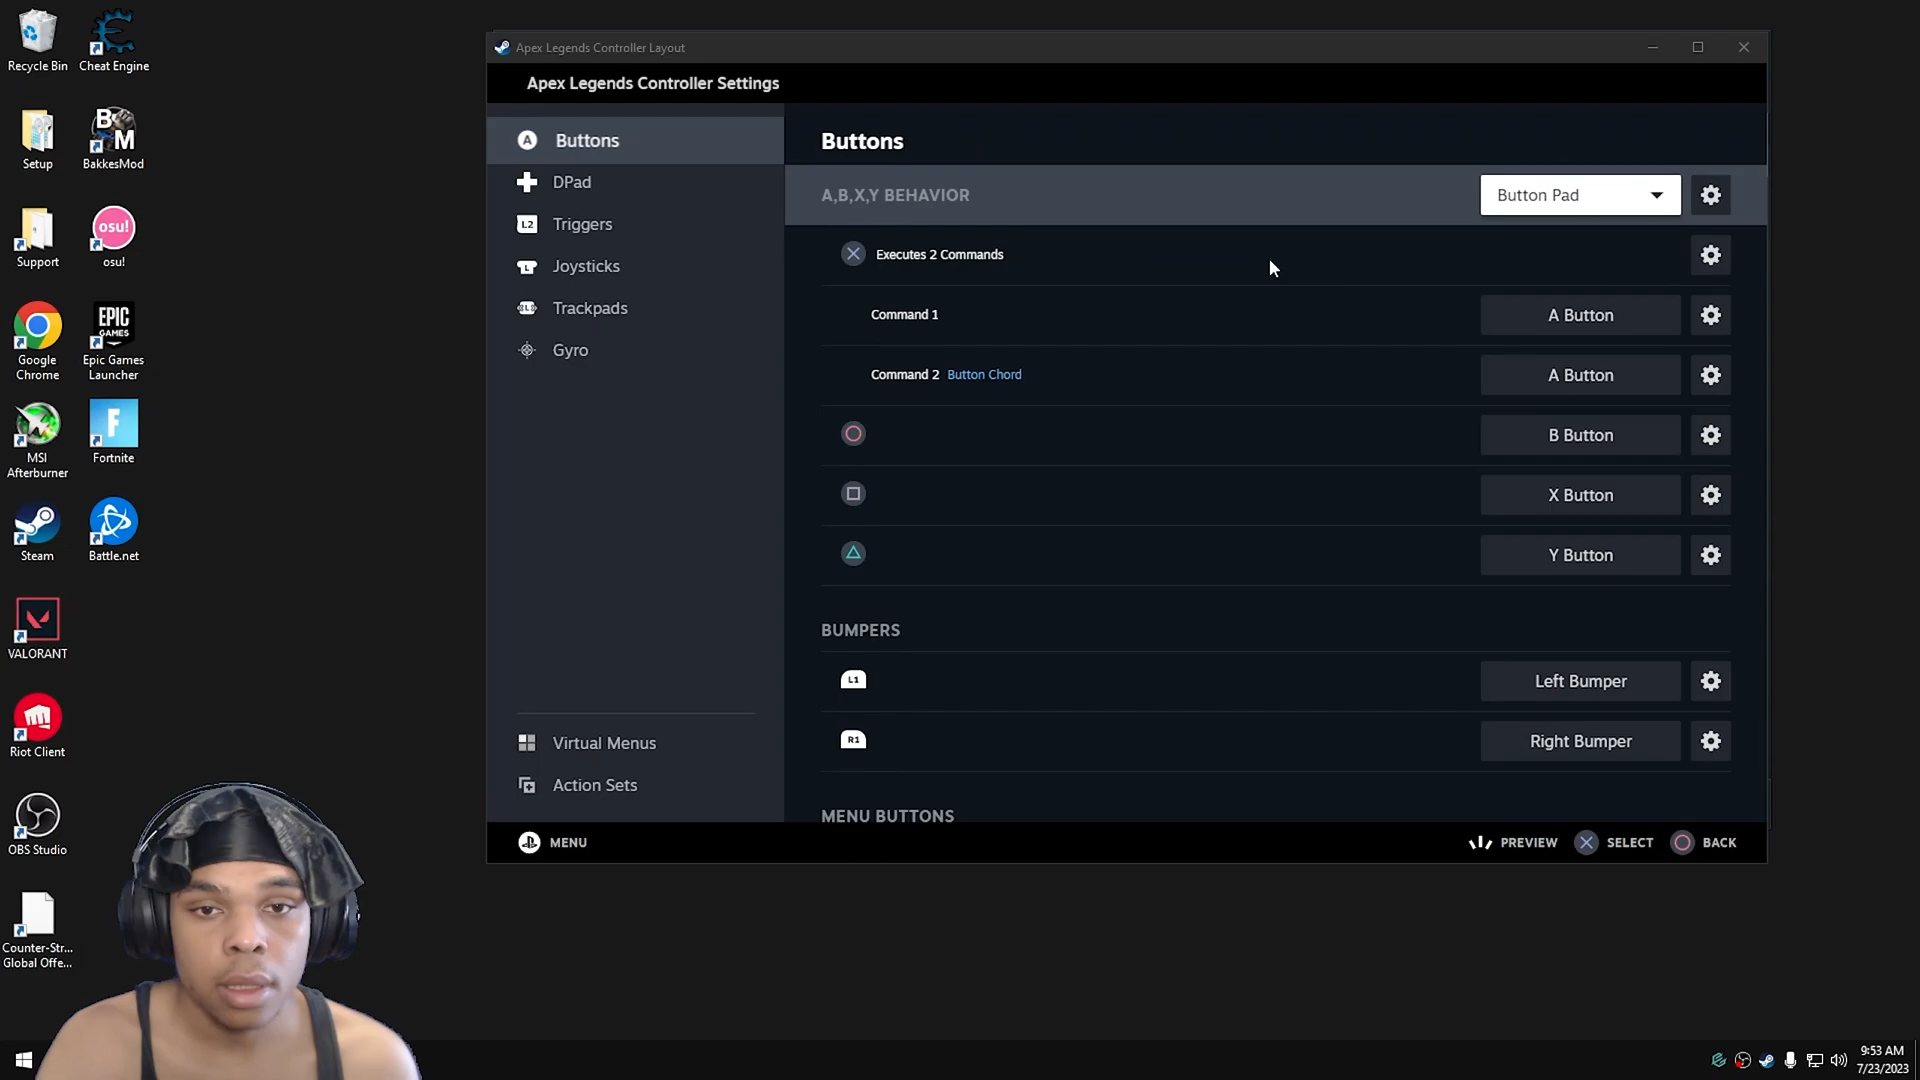 Recycle Bin
Cheat Engine
Setup
BakkesMod
B
M
Support
osu!
osu!
Google
Chrome
EPIC
GAMES
Epic Games
Launcher
MSI
Afterburner
F
Fortnite
Steam
Battle.net
VALORANT
Riot Client
OBS Studio
Counter-Str...
Global Offe...
Apex Legends Controller Layout
Apex Legends Controller Settings
A Buttons
DPad
L2 Triggers
L Joysticks
Trackpads
Gyro
Virtual Menus
Action Sets
Buttons
A,B,X,Y BEHAVIOR
Button Pad
Executes 2 Commands
Command 1
A Button
Command 2 Button Chord
A Button
B Button
X Button
Y Button
BUMPERS
L1
Left Bumper
R1
Right Bumper
MENU BUTTONS
MENU
PREVIEW
SELECT
BACK
9:53 AM
7/23/2023